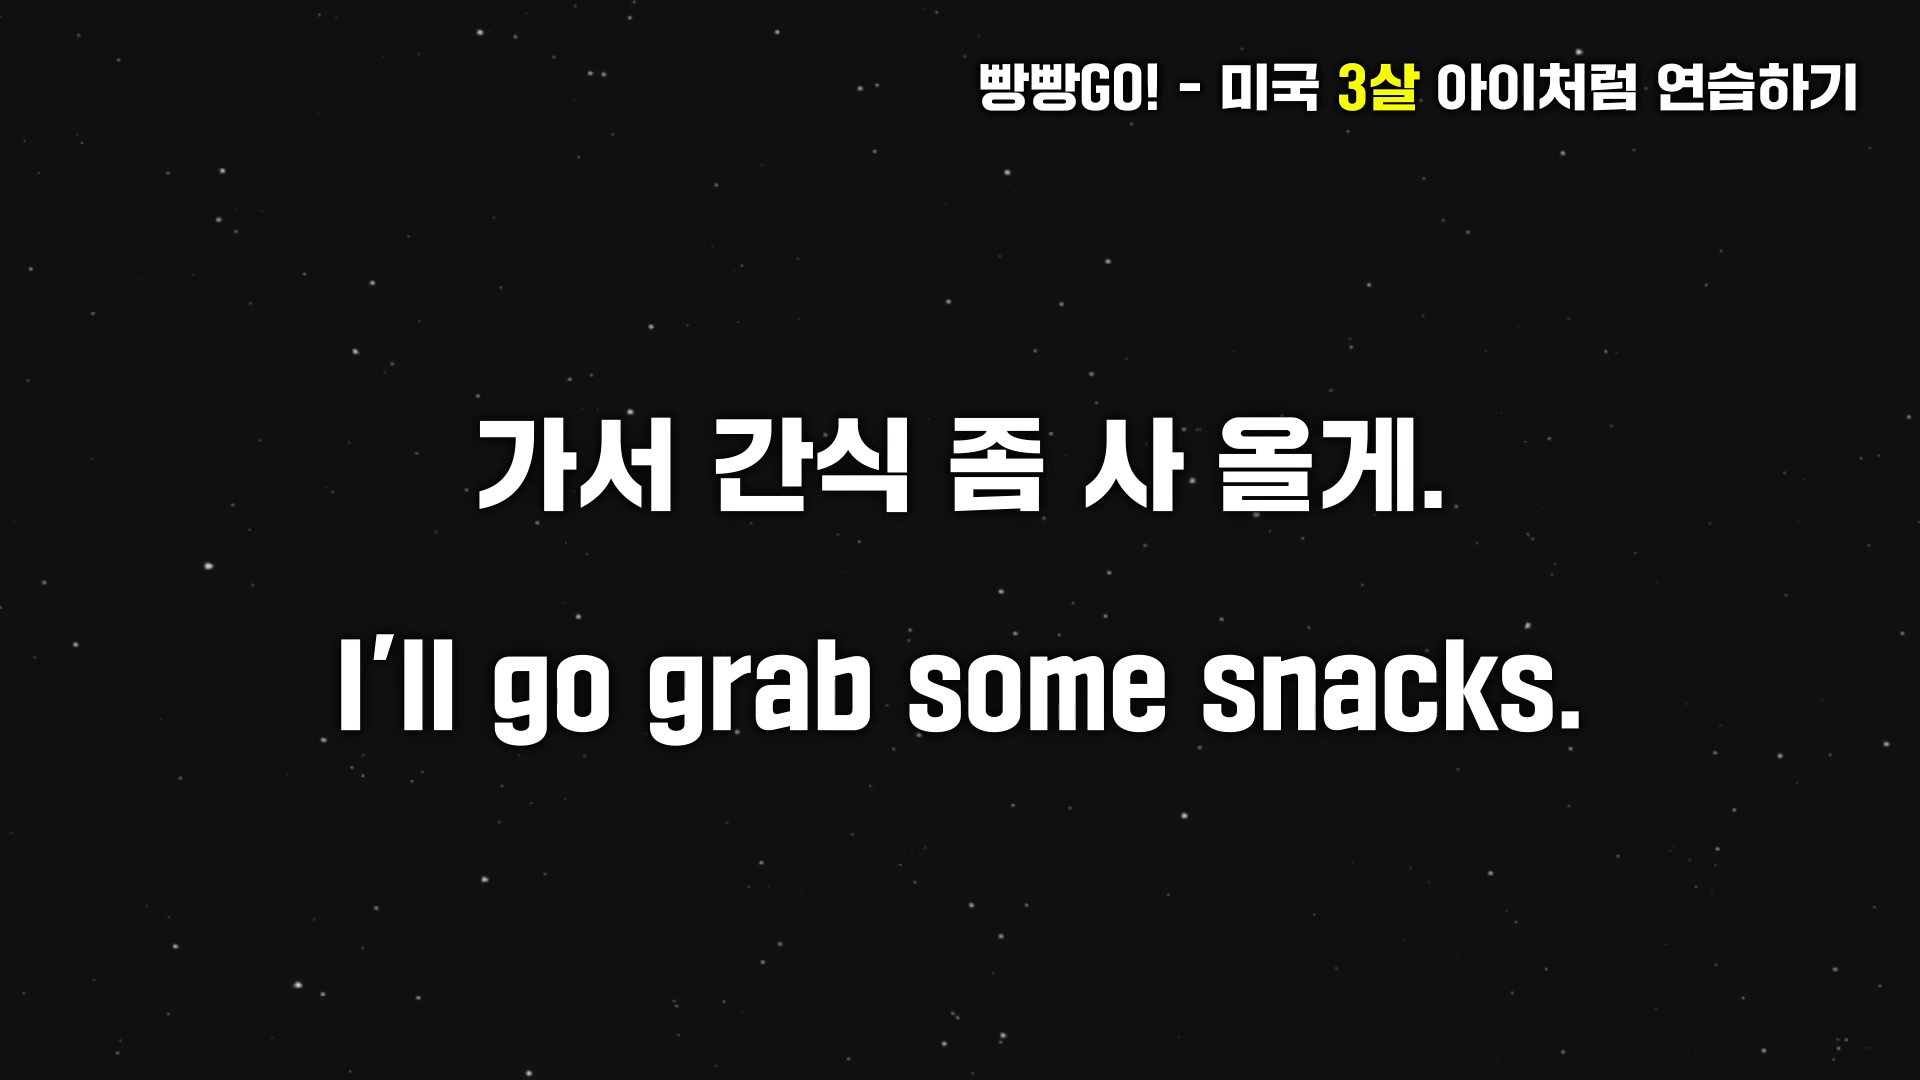 빵빵GO! - 미국 3살 아이처럼 연습하기
가서 간식 좀 사 올게.
I'll go grab some snacks.